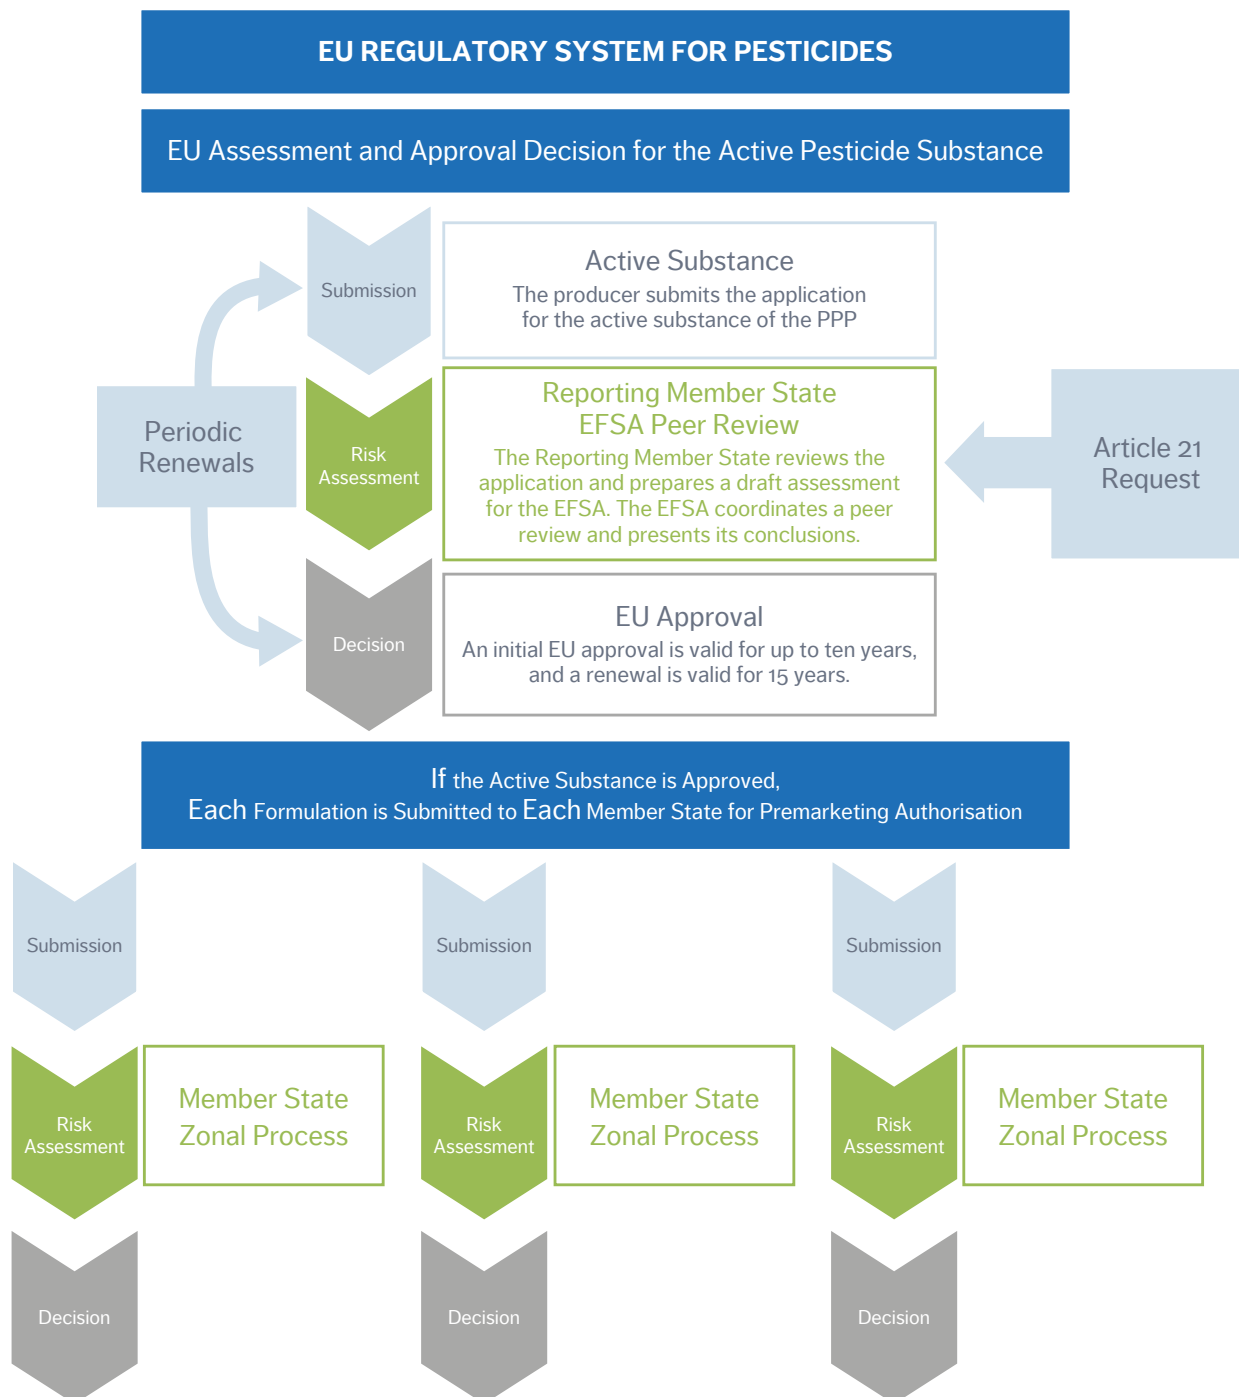 EU REGULATORY SYSTEM FOR PESTICIDES
EU Assessment and Approval Decision for the Active Pesticide Substance
Submission
Active Substance
The producer submits the application
for the active substance of the PPP
Periodic
Renewals
Risk
Assessment
Reporting Member State
EFSA Peer Review
The Reporting Member State reviews the
application and prepares a draft assessment
for the EFSA. The EFSA coordinates a peer
review and presents its conclusions.
Article 21
Request
Decision
EU Approval
An initial EU approval is valid for up to ten years,
and a renewal is valid for 15 years.
If the Active Substance is Approved,
Each Formulation is Submitted to Each Member State for Premarketing Authorisation
Submission
Submission
Submission
Risk
Assessment
Member State
Zonal Process
Risk
Assessment
Member State
Zonal Process
Risk
Assessment
Member State
Zonal Process
Decision
Decision
Decision